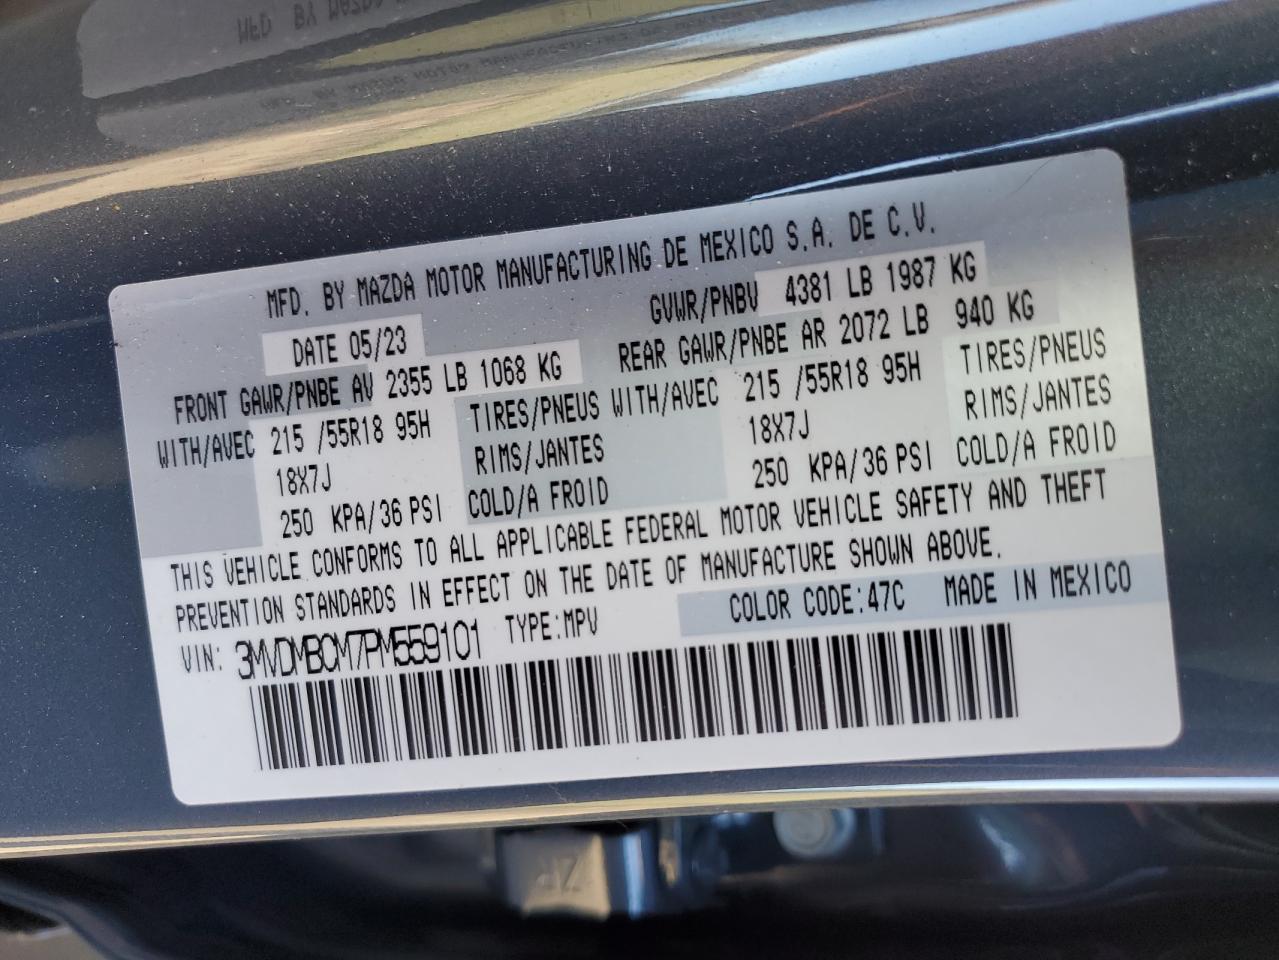 MFD. BY MAZDA MOTOR MANUFACTURING DE MEXICO S.A. DE C.V.
DATE 05/23 GVWR/PNBV 4381 LB 1987 KG
FRONT GAWR/PNBE AV 2355 LB 1068 KG REAR GAWR/PNBE AR 2072 LB 940 KG
WITH/AVEC 215 /55R18 95H TIRES/PNEUS WITH/AVEC 215 /55R18 95H TIRES/PNEUS
18X7J RIMS/JANTES 18X7J RIMS/JANTES
250 KPA/36 PSI COLD/A FROID 250 KPA/36 PSI COLD/A FROID
THIS VEHICLE CONFORMS TO ALL APPLICABLE FEDERAL MOTOR VEHICLE SAFETY AND THEFT
PREVENTION STANDARDS IN EFFECT ON THE DATE OF MANUFACTURE SHOWN ABOVE.
VIN: 3MVDMBCM7PM559101 TYPE:MPV COLOR CODE:47C MADE IN MEXICO